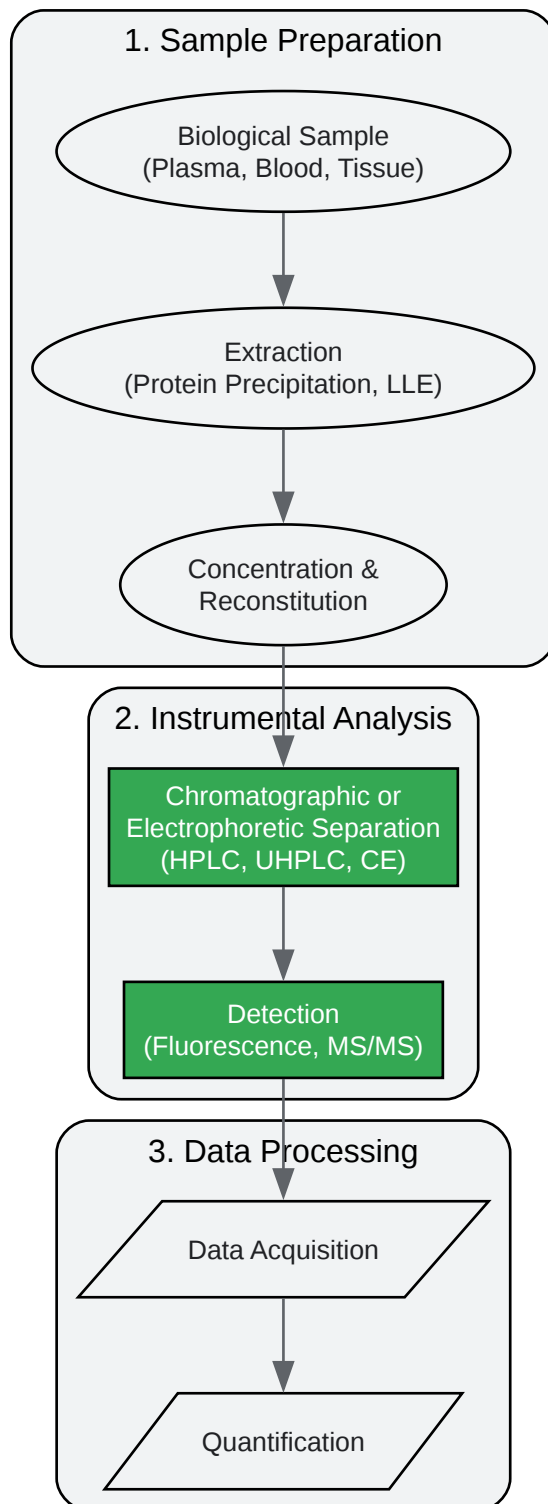 1. Sample Preparation
Biological Sample
(Plasma, Blood, Tissue)
Extraction
(Protein Precipitation, LLE)
Concentration &
Reconstitution
2. Instrumental Analysis
Chromatographic or
Electrophoretic Separation
(HPLC, UHPLC, CE)
Detection
(Fluorescence, MS/MS)
3. Data Processing
Data Acquisition
Quantification